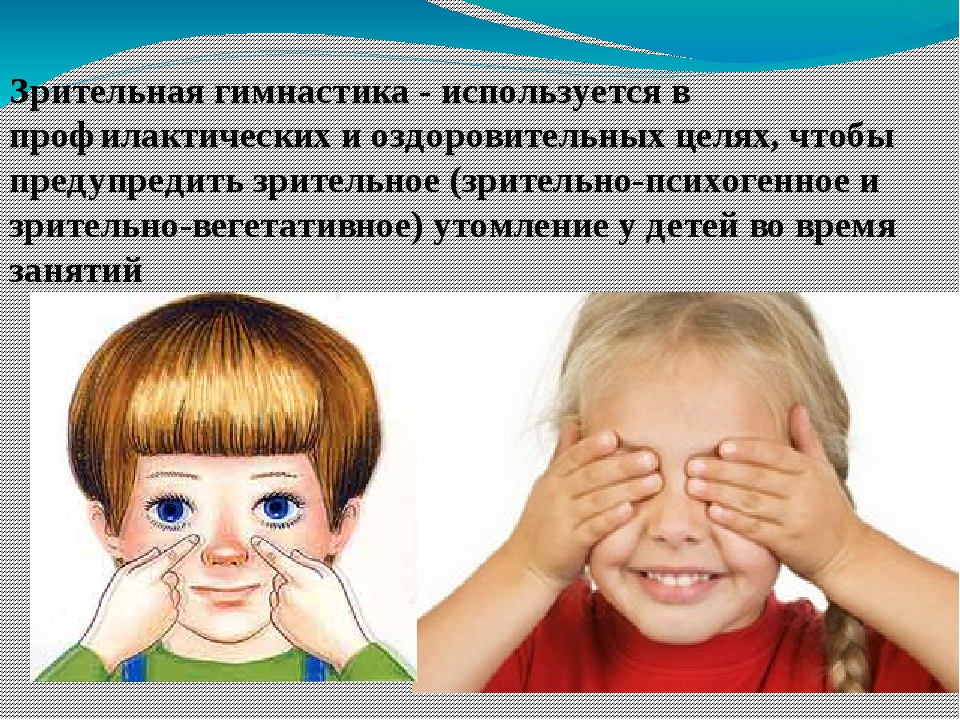 Зрительная гимнастика - используется в
профилактических и оздоровительных целях, чтобы
предупредить зрительное (зрительно-психогенное и
зрительно-вегетативное) утомление у детей во время
занятий